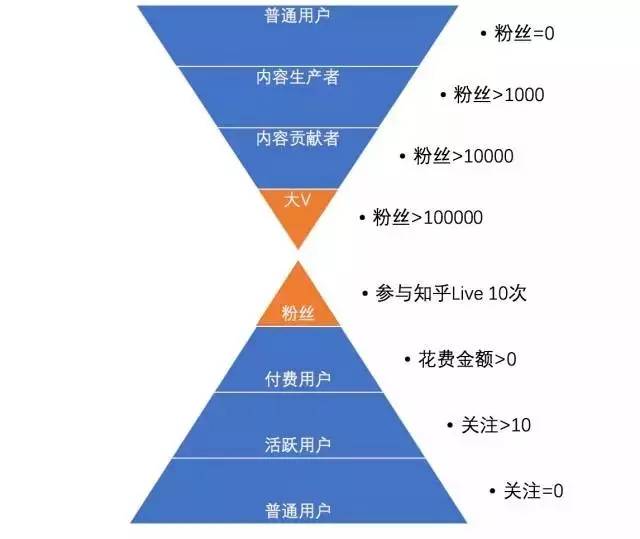 普通用户
• 粉丝=0
内容生产者
• 粉丝>1000
内容贡献者
• 粉丝>10000
大V
• 粉丝>100000
• 参与知乎Live 10次
粉丝
• 花费金额>0
付费用户
• 关注>10
活跃用户
• 关注=0
普通用户